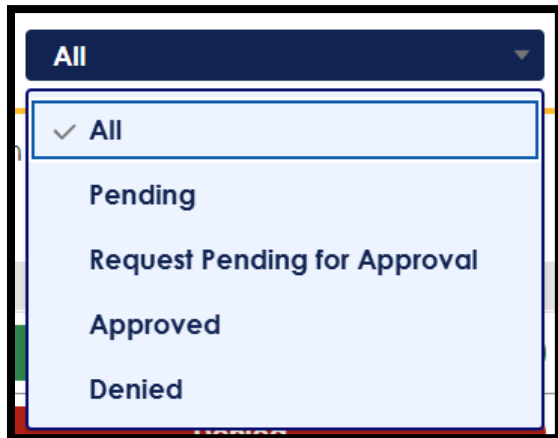 All
All
Pending
Request Pending for Approval
Approved
Denied